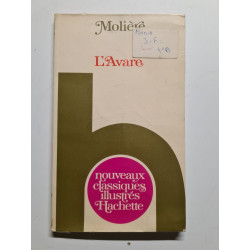 Molière
L'Avare
nouveaux
classiques
illustrés
Hachette